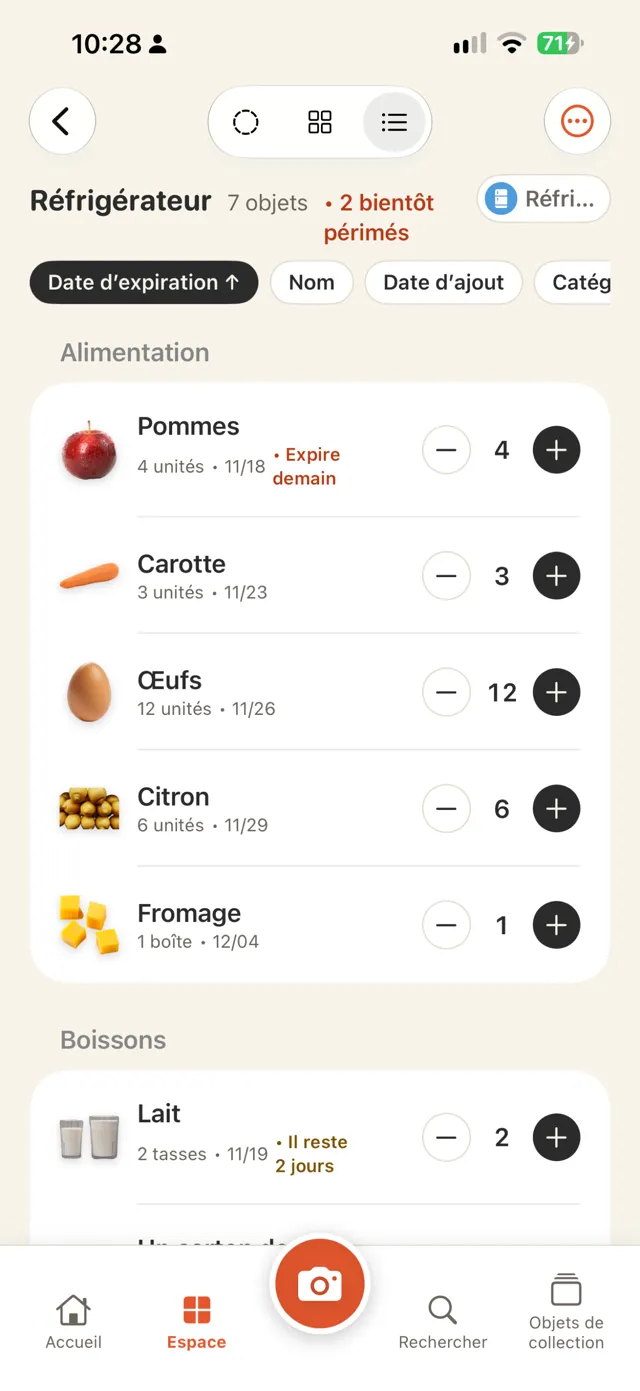 10:28
71
Réfrigérateur 7 objets • 2 bientôt
périmés
Réfri...
Date d'expiration ↑ Nom Date d'ajout Catég
Alimentation
Pommes
4 unités • 11/18 • Expire
demain
4
Carotte
3 unités • 11/23
3
Œufs
12 unités • 11/26
12
Citron
6 unités • 11/29
6
Fromage
1 boîte • 12/04
1
Boissons
Lait
2 tasses • 11/19 • Il reste
2 jours
2
Accueil
Espace
Rechercher
Objets de
collection